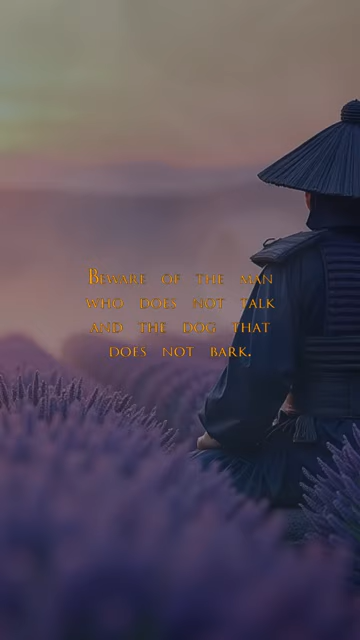 Beware of the man
who does not talk
and the dog that
does not bark.